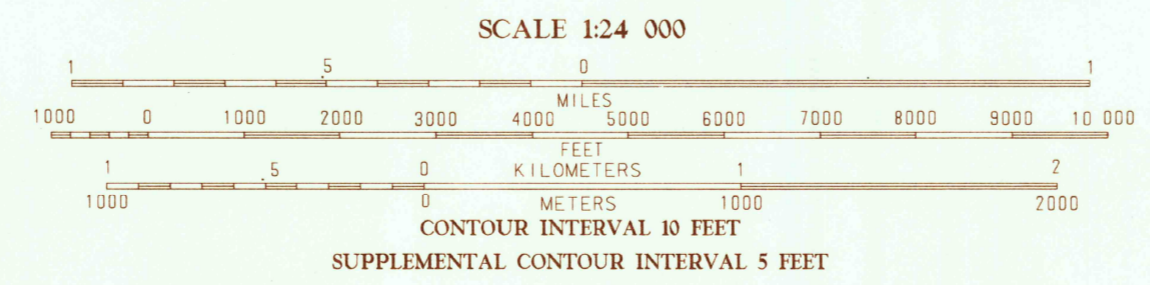 SCALE 1:24 000
1 .5 0 1
MILES
1000 0 1000 2000 3000 4000 5000 6000 7000 8000 9000 10 000
FEET
1 .5 0 KILOMETERS 1 2
1000 0 METERS 1000 2000
CONTOUR INTERVAL 10 FEET
SUPPLEMENTAL CONTOUR INTERVAL 5 FEET